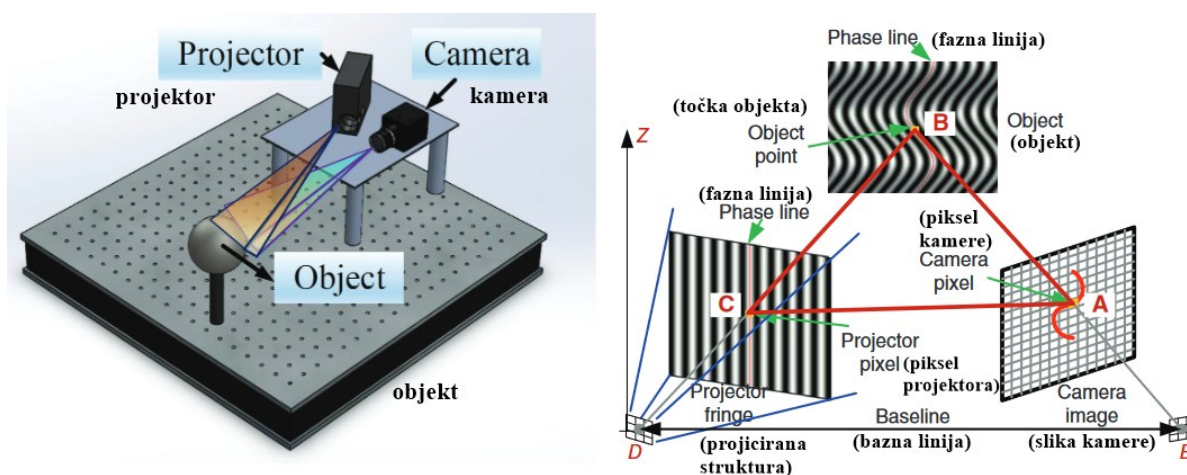 Projector
projektor
Camera
kamera
Object
objekt
Phase line
(fazna linija)
(točka objekta)
Object
point
B
Object
(objekt)
Z
(fazna linija)
Phase line
(piksel
kamere)
Camera
pixel
C
A
Projector
pixel
(piksel
projektora)
Projector
fringe
(projicirana
struktura)
Baseline
(bazna linija)
Camera
image
(slika kamere)
D
E